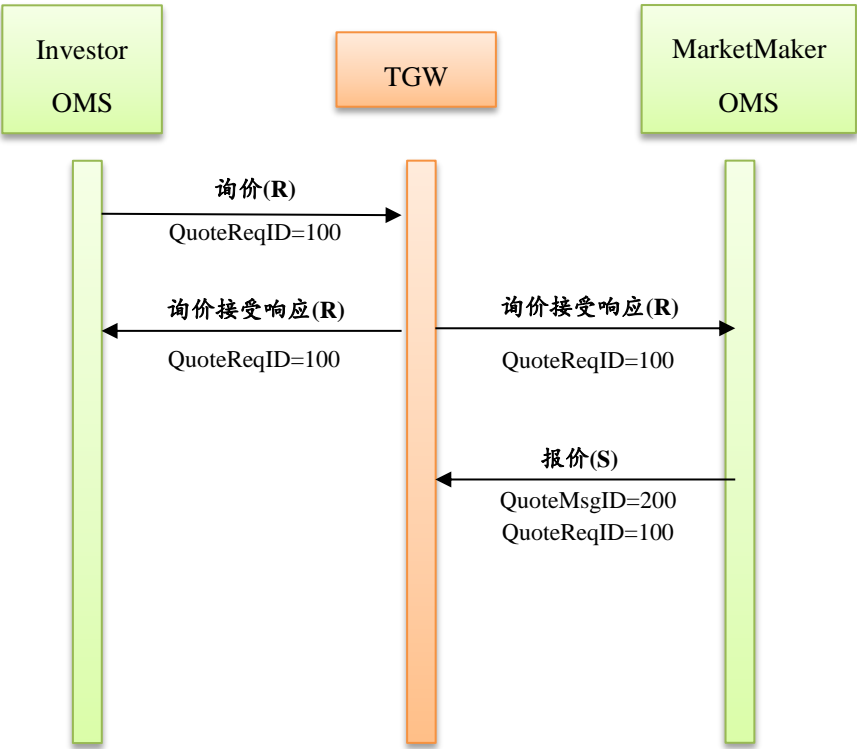 Investor
OMS
TGW
MarketMaker
OMS
询价(R)
QuoteReqID=100
询价接受响应(R)
QuoteReqID=100
询价接受响应(R)
QuoteReqID=100
报价(S)
QuoteMsgID=200
QuoteReqID=100